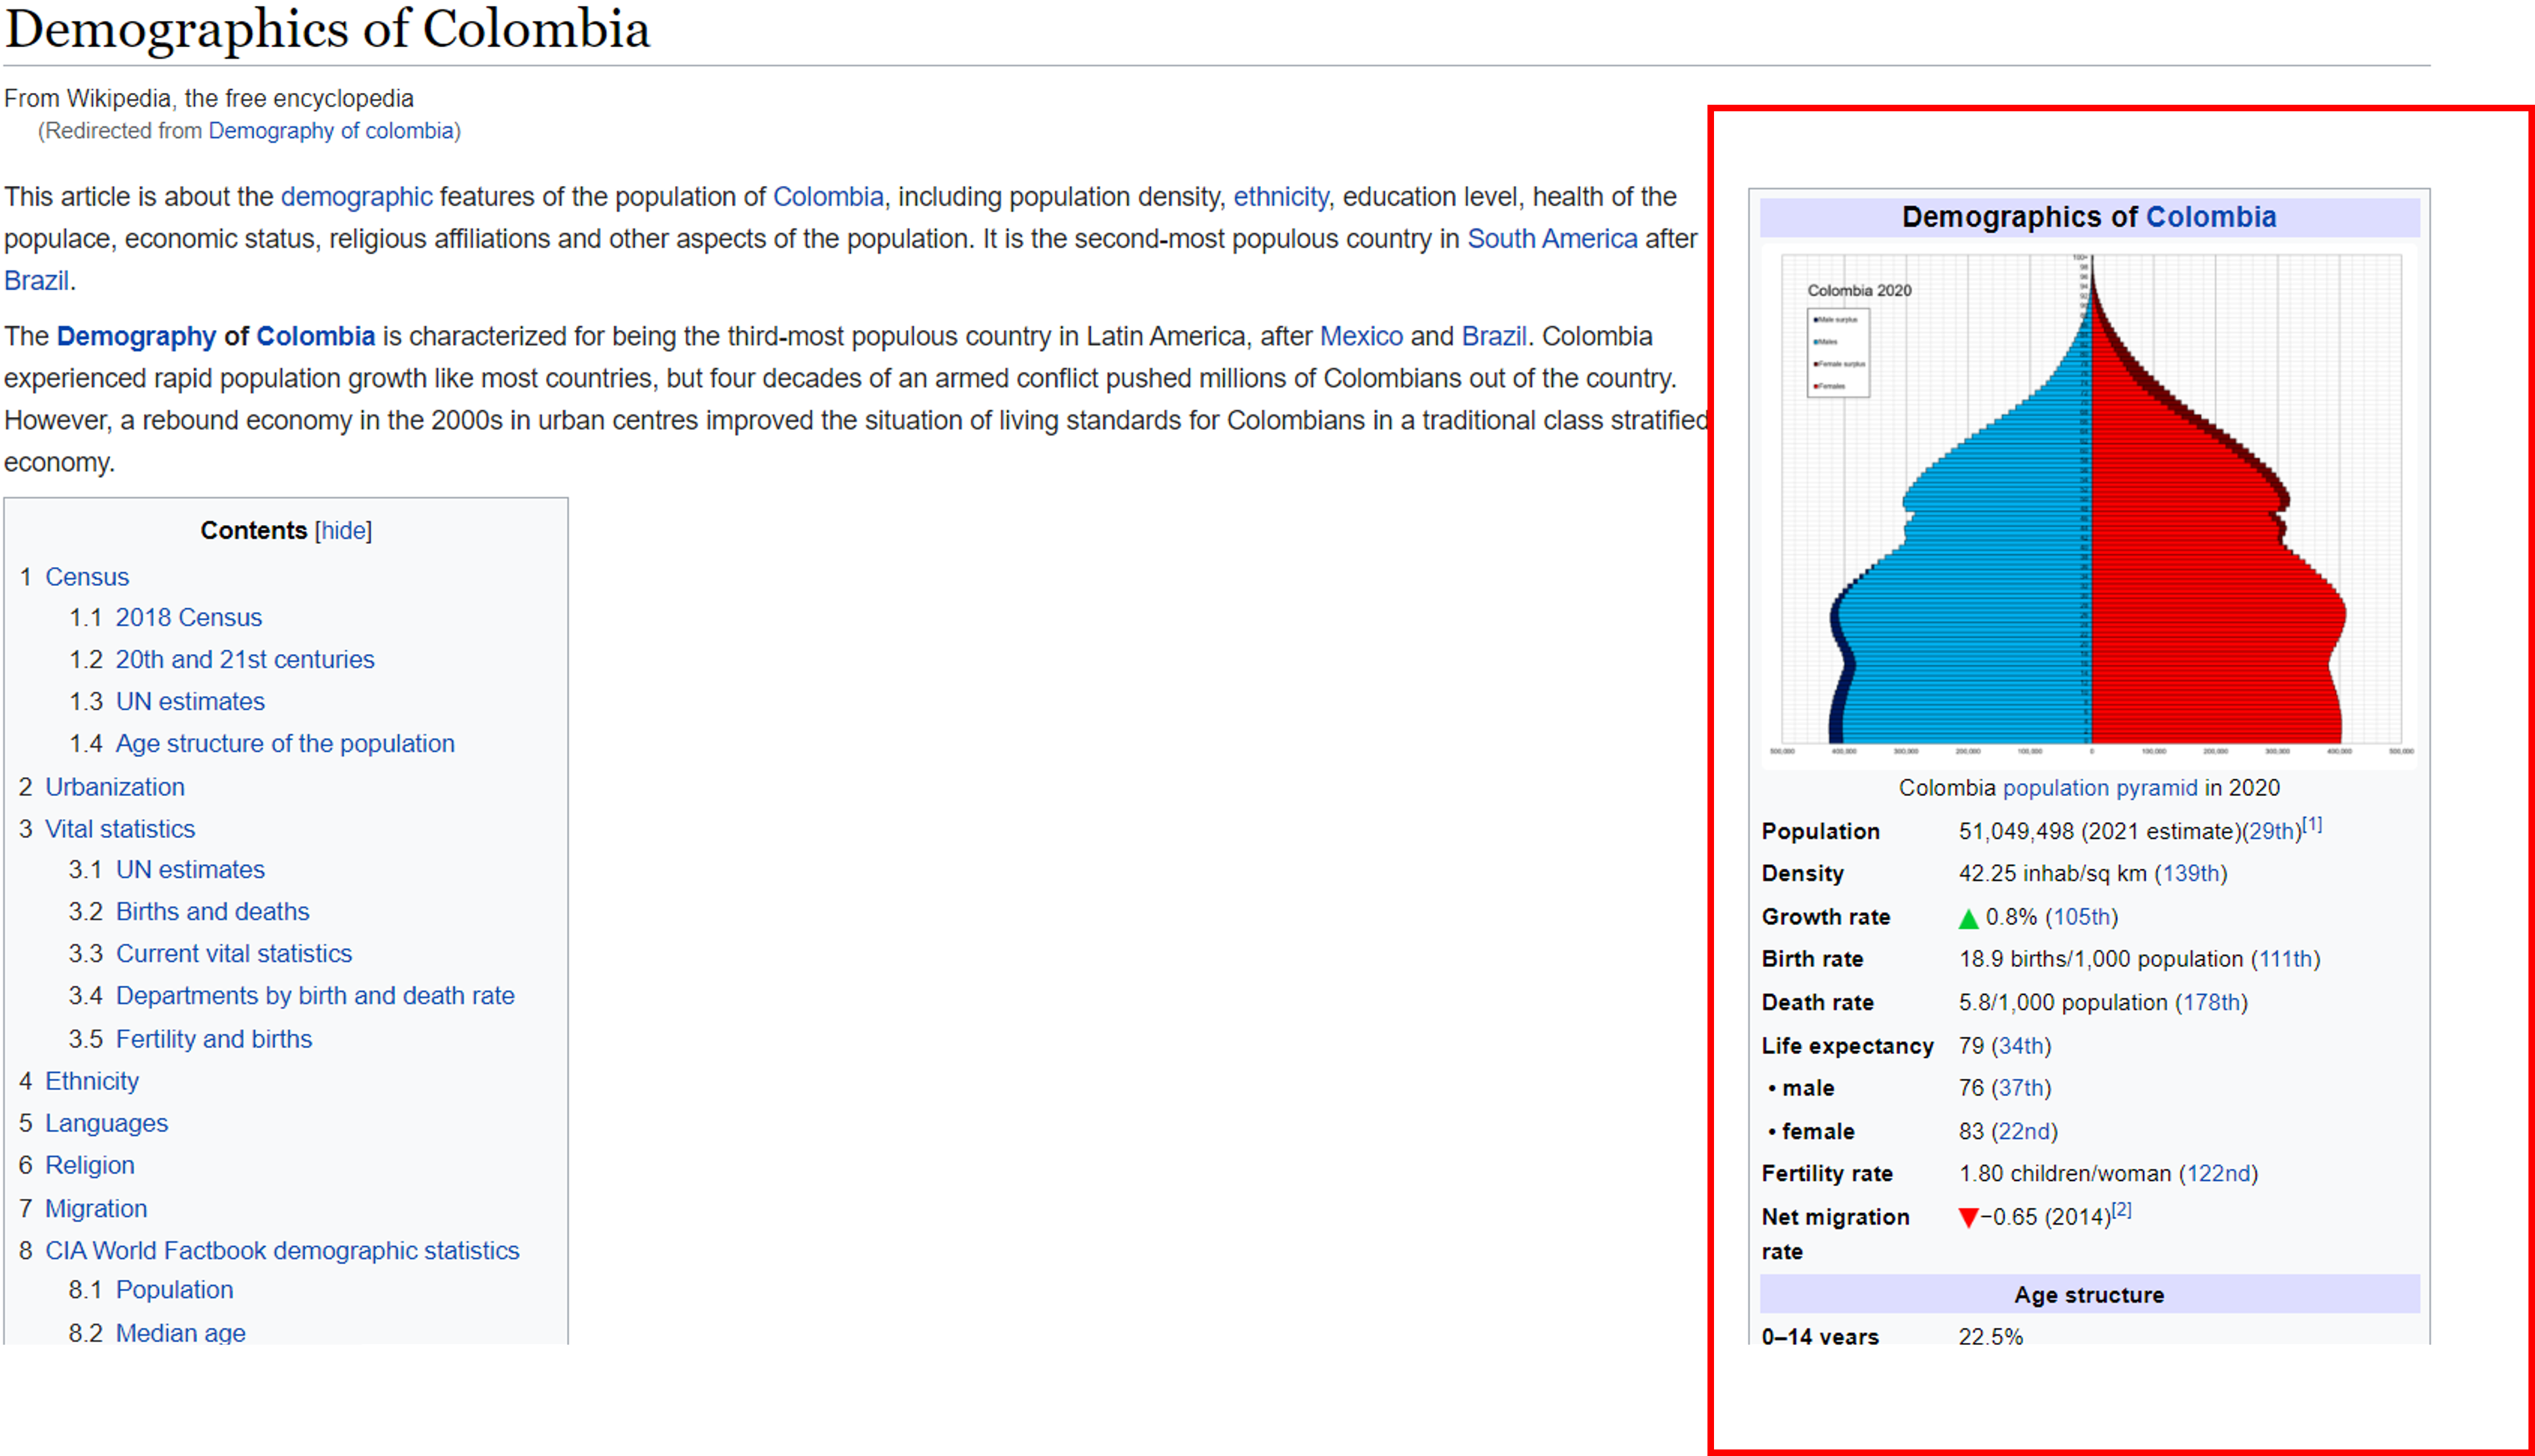 Demographics of Colombia
From Wikipedia, the free encyclopedia
(Redirected from Demography of colombia)
This article is about the demographic features of the population of Colombia, including population density, ethnicity, education level, health of the
populace, economic status, religious affiliations and other aspects of the population. It is the second-most populous country in South America after
Brazil.
The Demography of Colombia is characterized for being the third-most populous country in Latin America, after Mexico and Brazil. Colombia
experienced rapid population growth like most countries, but four decades of an armed conflict pushed millions of Colombians out of the country.
However, a rebound economy in the 2000s in urban centres improved the situation of living standards for Colombians in a traditional class stratified
economy.
Contents [hide]
1 Census
1.1 2018 Census
1.2 20th and 21st centuries
1.3 UN estimates
1.4 Age structure of the population
2 Urbanization
3 Vital statistics
3.1 UN estimates
3.2 Births and deaths
3.3 Current vital statistics
3.4 Departments by birth and death rate
3.5 Fertility and births
4 Ethnicity
5 Languages
6 Religion
7 Migration
8 CIA World Factbook demographic statistics
8.1 Population
8.2 Median age
Demographics of Colombia
Colombia 2020
Male surplus
Males
Female surplus
Females
500,000 400,000 300,000 200,000 100,000 0 100,000 200,000 300,000 400,000 500,000
Colombia population pyramid in 2020
Population 51,049,498 (2021 estimate)(29th)[1]
Density 42.25 inhab/sq km (139th)
Growth rate ▲ 0.8% (105th)
Birth rate 18.9 births/1,000 population (111th)
Death rate 5.8/1,000 population (178th)
Life expectancy 79 (34th)
• male 76 (37th)
• female 83 (22nd)
Fertility rate 1.80 children/woman (122nd)
Net migration ▼−0.65 (2014)[2]
rate
Age structure
0–14 years 22.5%